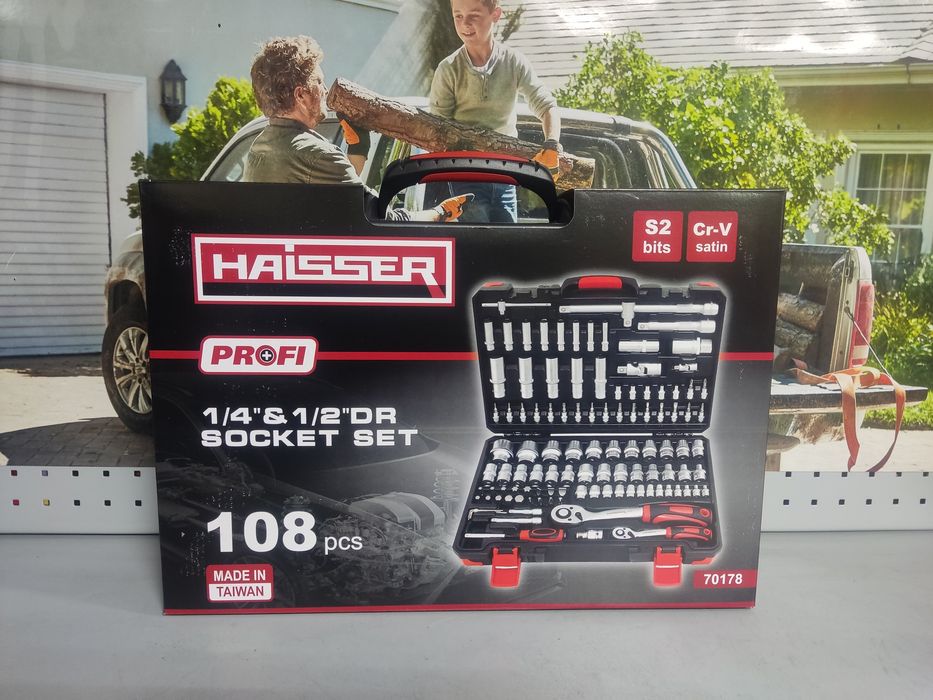 S2
bits
Cr-V
satin
HAISSER
PROFI
1/4"&1/2"DR
SOCKET SET
108 pcs
MADE IN
TAIWAN
70178